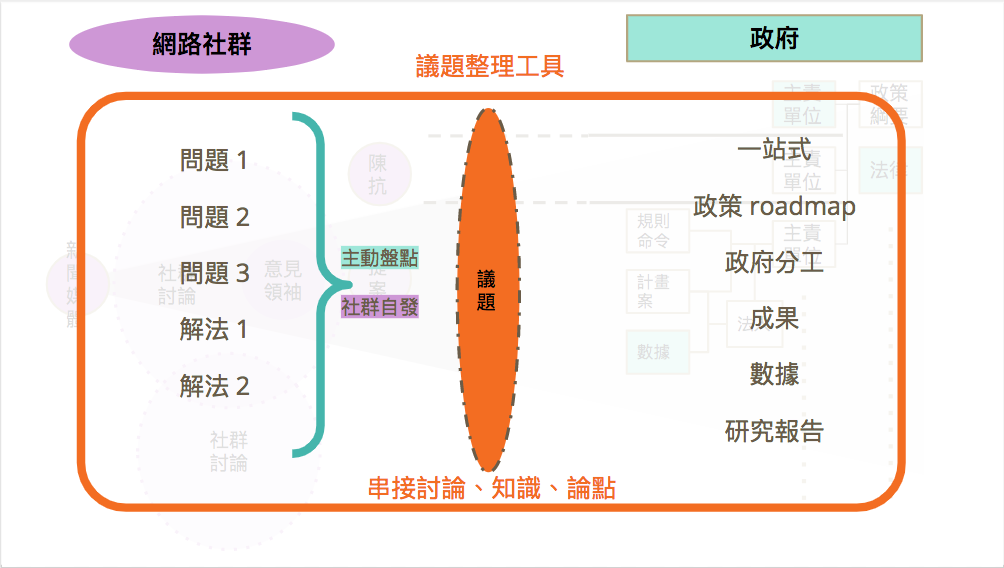 網路社群
政府
議題整理工具
問題 1
問題 2
問題 3
解法 1
解法 2
主動盤點
社群自發
議
題
一站式
政策 roadmap
政府分工
成果
數據
研究報告
串接討論、知識、論點
新
聞
媒
體
社群
討論
意見
領袖
陳
抗
提
案
社群
討論
規則
命令
計畫
案
數據
主責
單位
主責
單位
主責
單位
政策
綱要
法律